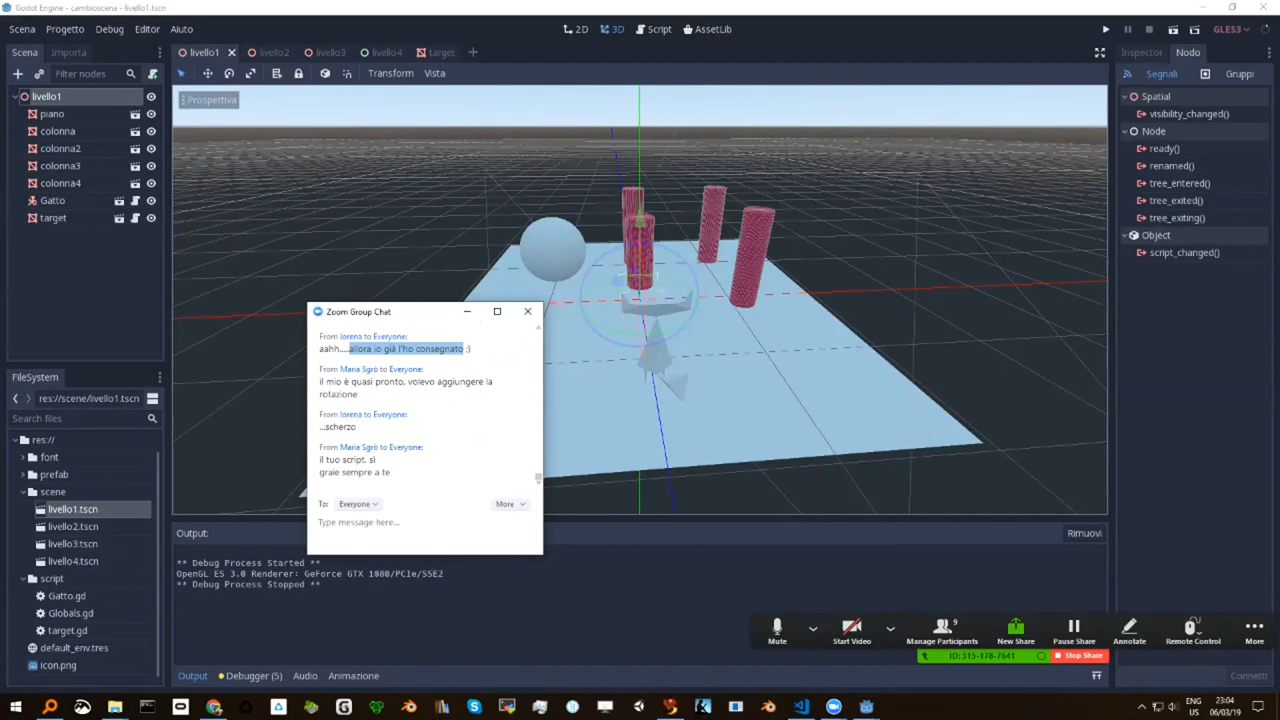 Godot Engine - cambioscena - livello1.tscn
Scena Progetto Debug Editor Aiuto
2D 3D Script AssetLib
GLES3
Scena Importa
livello1 livello2 livello3 livello4 target
Inspector Nodo
Filter nodes
Transform Vista
Segnali Gruppi
livello1
piano
colonna
colonna2
colonna3
colonna4
Gatto
target
Prospettiva
Spatial
visibility_changed()
Node
ready()
renamed()
tree_entered()
tree_exited()
tree_exiting()
Object
script_changed()
Zoom Group Chat
From lorena to Everyone:
aahh.....allora io già l'ho consegnato ;)
From Maria Sgrò to Everyone:
il mio è quasi pronto, volevo aggiungere la
rotazione
From lorena to Everyone:
...scherzo
From Maria Sgrò to Everyone:
il tuo script, sì
graie sempre a te
To: Everyone More
Type message here...
FileSystem
res://scene/livello1.tscn
Search files
res://
font
prefab
scene
livello1.tscn
livello2.tscn
livello3.tscn
livello4.tscn
script
Gatto.gd
Globals.gd
target.gd
default_env.tres
icon.png
Output: Rimuovi
** Debug Process Started **
OpenGL ES 3.0 Renderer: GeForce GTX 1080/PCIe/SSE2
** Debug Process Stopped **
9
Mute Start Video Manage Participants New Share Pause Share Annotate Remote Control More
ID: 315-178-7641 Stop Share
Output Debugger (5) Audio Animazione
Connetti
ENG 23:04
US 06/03/19